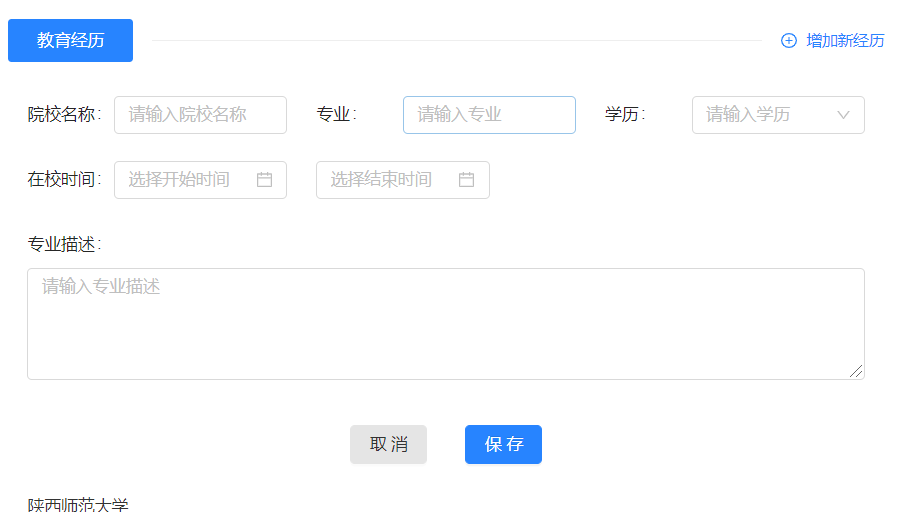 教育经历 增加新经历
院校名称: 请输入院校名称 专业: 请输入专业 学历: 请输入学历
在校时间: 选择开始时间 选择结束时间
专业描述:
请输入专业描述
取 消 保 存
陕西师范大学